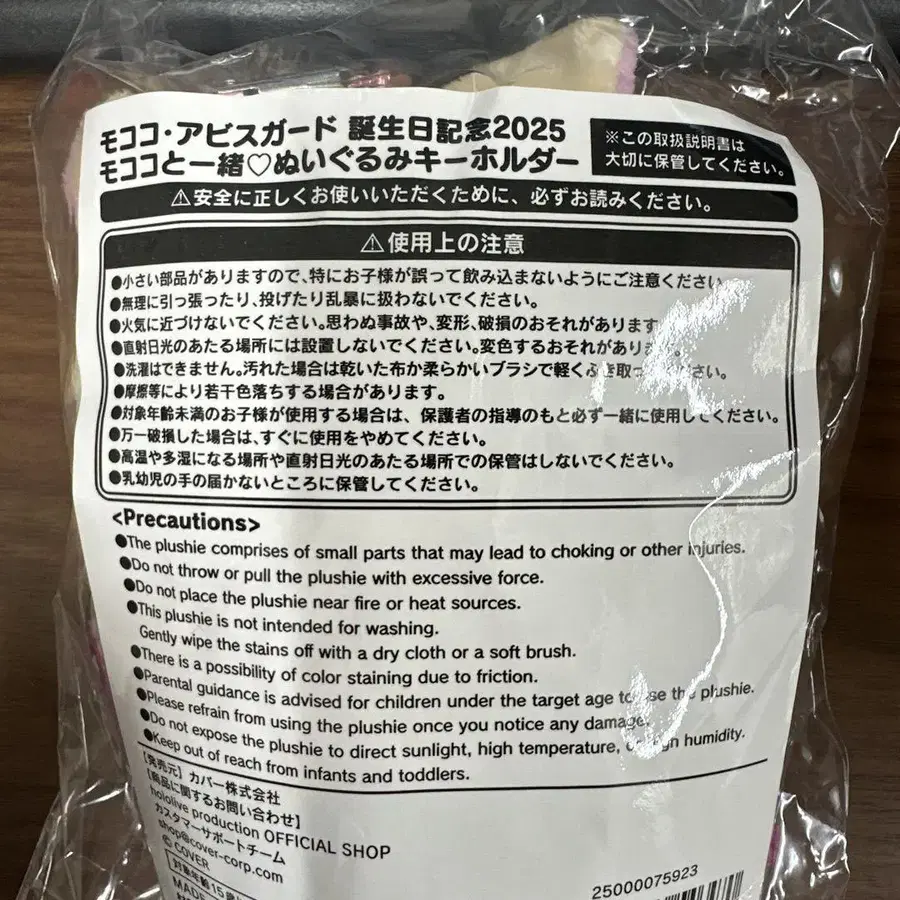 モココ・アビスガード 誕生日記念2025
モココと一緒♡ぬいぐるみキーホルダー
※この取扱説明書は
大切に保管してください。
⚠安全に正しくお使いいただくために、必ずお読みください。
⚠使用上の注意
●小さい部品がありますので、特にお子様が誤って飲み込まないようにご注意ください
●無理に引っ張ったり、投げたり乱暴に扱わないでください。
●火気に近づけないでください。思わぬ事故や、変形、破損のおそれがあります
●直射日光のあたる場所には設置しないでください。変色するおそれがあり
●洗濯はできません。汚れた場合は乾いた布か柔らかいブラシで軽くふき取っ ください。
●摩擦等により若干色落ちする場合があります。
●対象年齢未満のお子様が使用する場合は、保護者の指導のもと必ず一緒に使用してください。
●万一破損した場合は、すぐに使用をやめてください。
●高温や多湿になる場所や直射日光のあたる場所での保管はしないでください。
●乳幼児の手の届かないところに保管してください。
<Precautions>
●The plushie comprises of small parts that may lead to choking or other injuries.
●Do not throw or pull the plushie with excessive force.
●Do not place the plushie near fire or heat sources.
●This plushie is not intended for washing.
Gently wipe the stains off with a dry cloth or a soft brush.
●There is a possibility of color staining due to friction.
●Parental guidance is advised for children under the target age to use the plushie.
●Please refrain from using the plushie once you notice any damage.
●Do not expose the plushie to direct sunlight, high temperature, or high humidity.
●Keep out of reach from infants and toddlers.
【発売元】カバー株式会社
【商品に関するお問い合わせ】
hololive production OFFICIAL SHOP
カスタマーサポートチーム
shop@cover-corp.com
© COVER
対象年齢15歳
MADE
25000075923